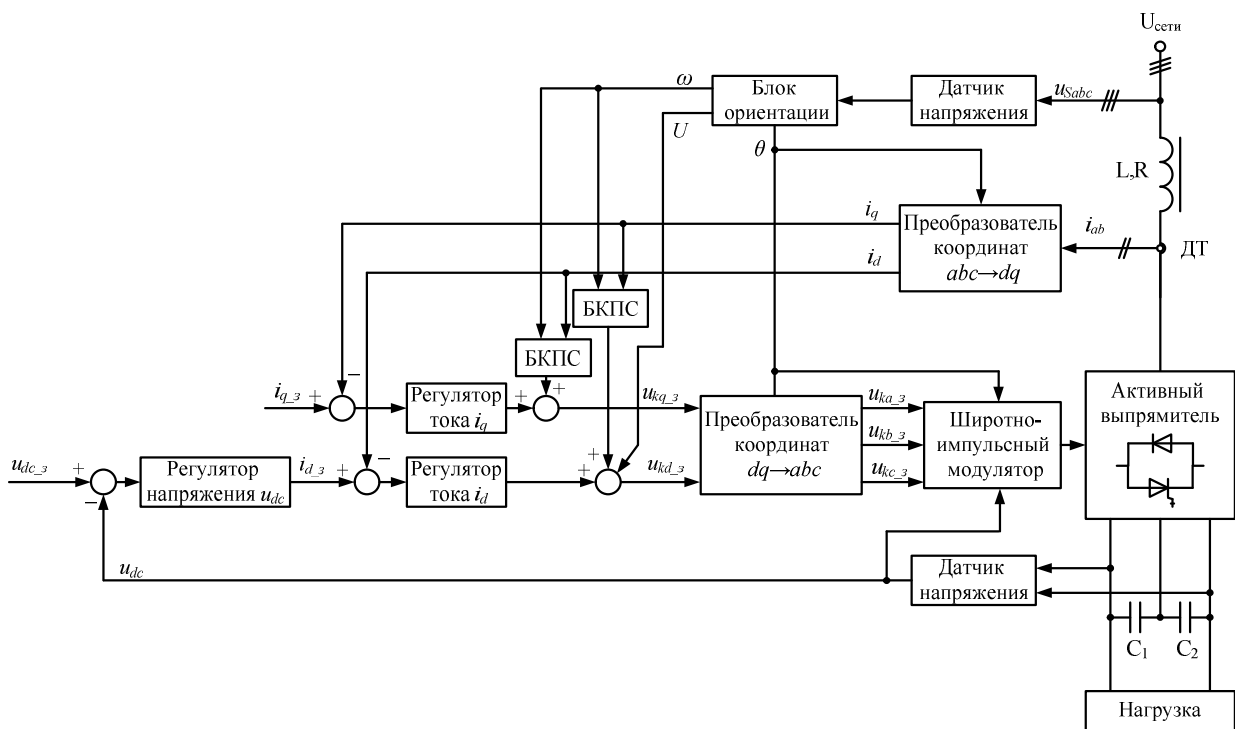 Uсети
ω
Блок
ориентации
Датчик
напряжения
uSabc
U
θ
L,R
iq
Преобразователь
координат
abc→dq
iab
ДТ
id
БКПС
БКПС
iq_з
+
−
Регулятор
тока iq
+
+
ukq_з
Преобразователь
координат
dq→abc
uka_з
ukb_з
ukc_з
Широтно-
импульсный
модулятор
Активный
выпрямитель
udc_з
+
−
Регулятор
напряжения udc
id_з
+
−
Регулятор
тока id
+
+
+
ukd_з
udc
Датчик
напряжения
C1
C2
Нагрузка